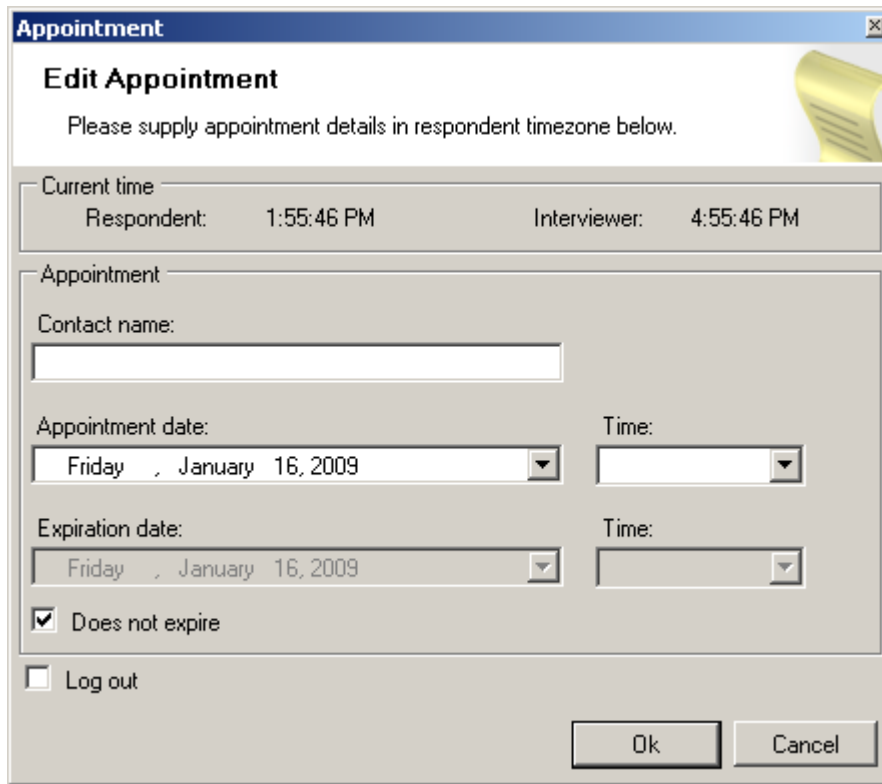 Appointment
Edit Appointment
Please supply appointment details in respondent timezone below.
Current time
Respondent: 1:55:46 PM Interviewer: 4:55:46 PM
Appointment
Contact name:
Appointment date: Time:
Friday , January 16, 2009
Expiration date: Time:
Friday , January 16, 2009
Does not expire
Log out
Ok Cancel